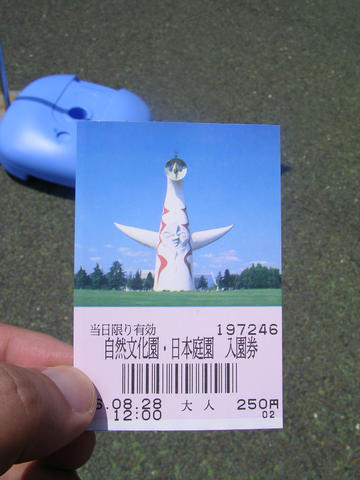 当日限り有効 197246
自然文化園・日本庭園 入園券
6.08.28 大人 250円
12:00 02